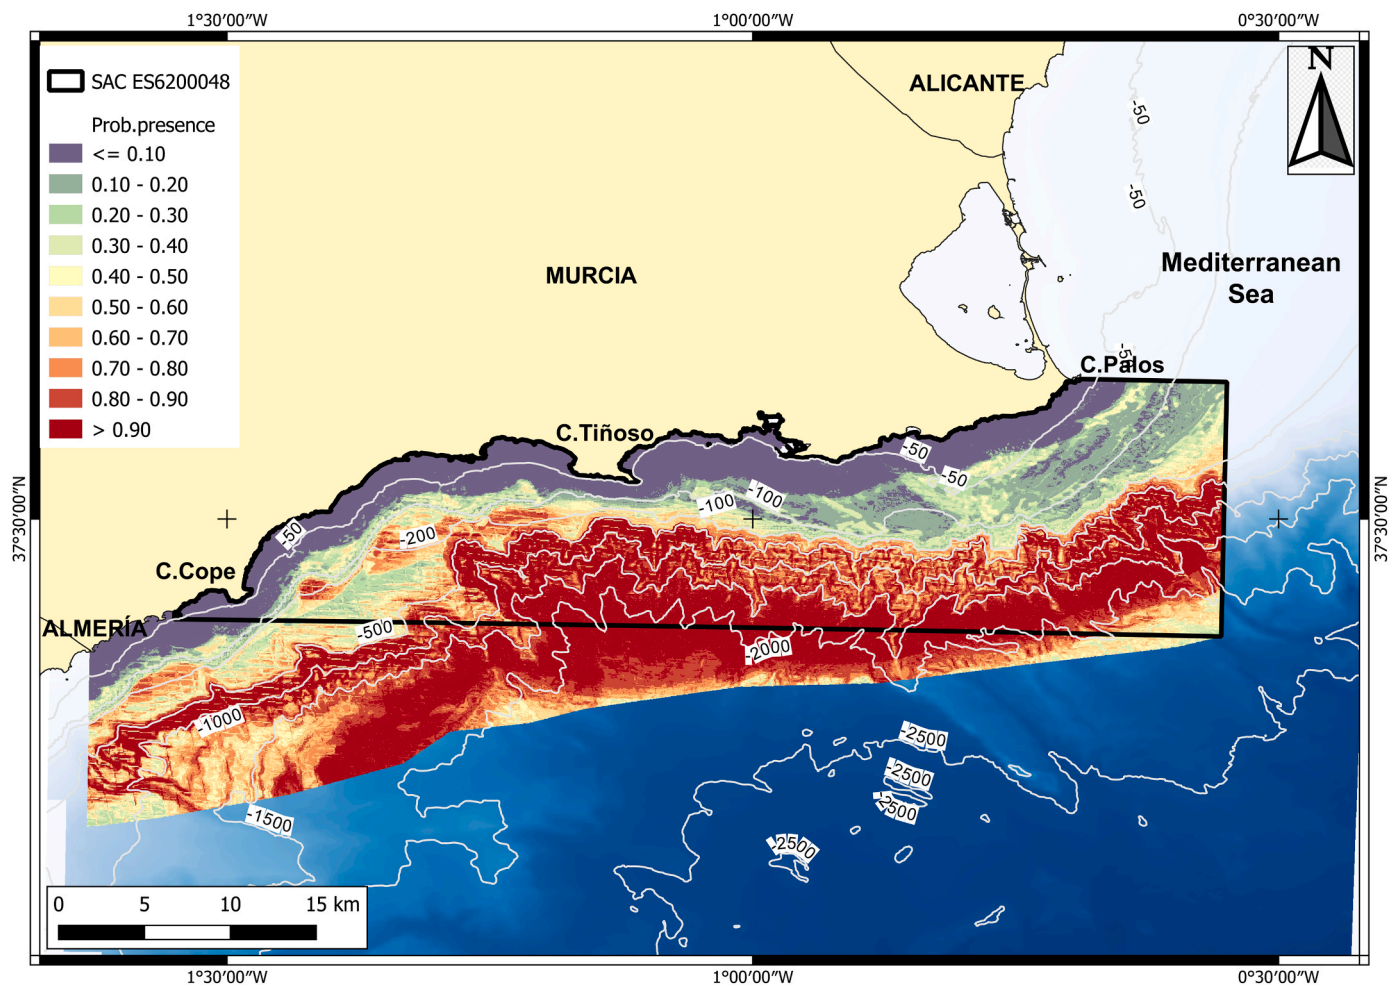 1°30′00″W
1°00′00″W
0°30′00″W
SAC ES6200048
Prob.presence
<= 0.10
0.10 - 0.20
0.20 - 0.30
0.30 - 0.40
0.40 - 0.50
0.50 - 0.60
0.60 - 0.70
0.70 - 0.80
0.80 - 0.90
> 0.90
N
ALICANTE
-50
-50
MURCIA
Mediterranean
Sea
-50
C.Palos
C.Tiñoso
-50
-50
-100
-100
37°30′00″N
37°30′00″N
-50
-200
C.Cope
ALMERÍA
-500
-2000
-1000
-2500
-2500
-2500
-1500
-2500
0
5
10
15 km
1°30′00″W
1°00′00″W
0°30′00″W